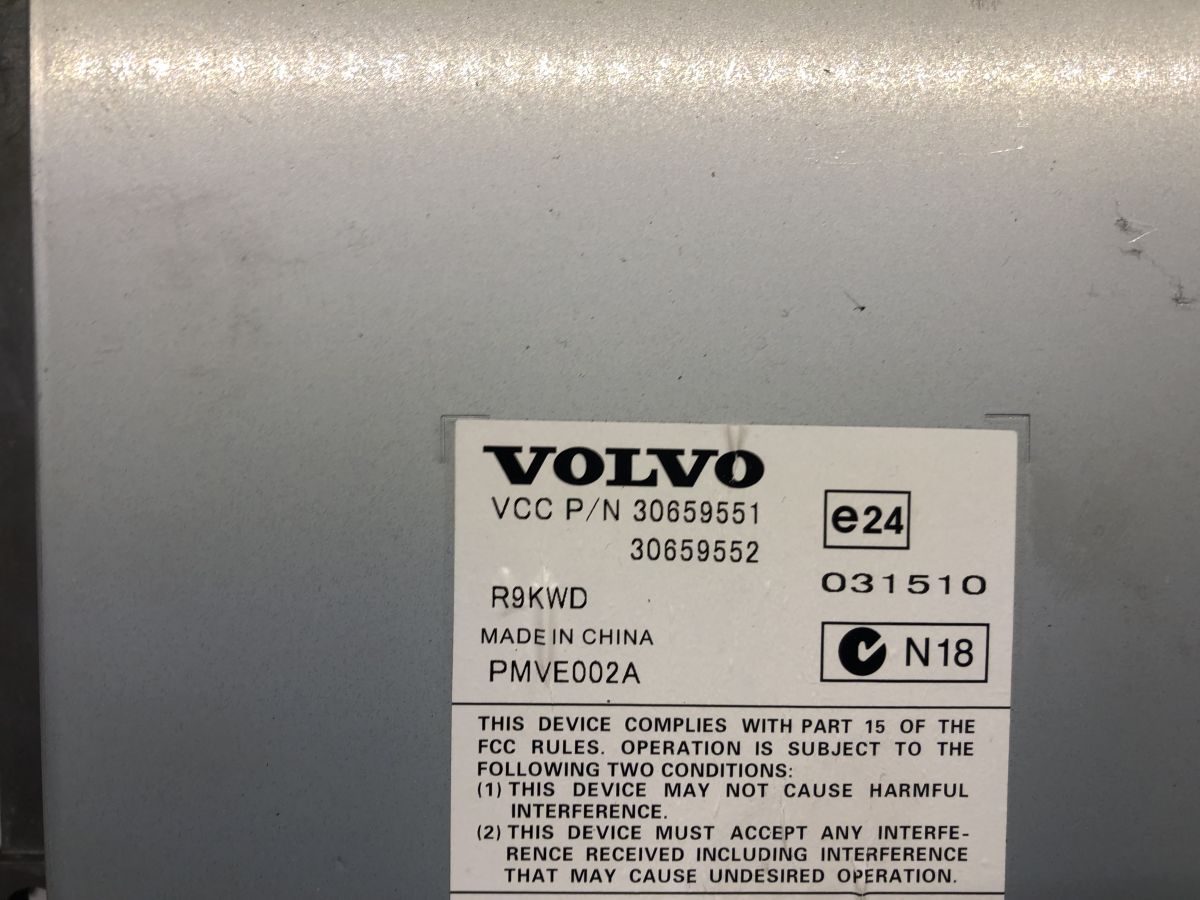 VOLVO
VCC P/N 30659551
30659552
e24
031510
R9KWD
MADE IN CHINA
N18
PMVE002A
THIS DEVICE COMPLIES WITH PART 15 OF THE
FCC RULES. OPERATION IS SUBJECT TO THE
FOLLOWING TWO CONDITIONS:
(1) THIS DEVICE MAY NOT CAUSE HARMFUL
INTERFERENCE.
(2) THIS DEVICE MUST ACCEPT ANY INTERFE-
RENCE RECEIVED INCLUDING INTERFERENCE
THAT MAY CAUSE UNDESIRED OPERATION.